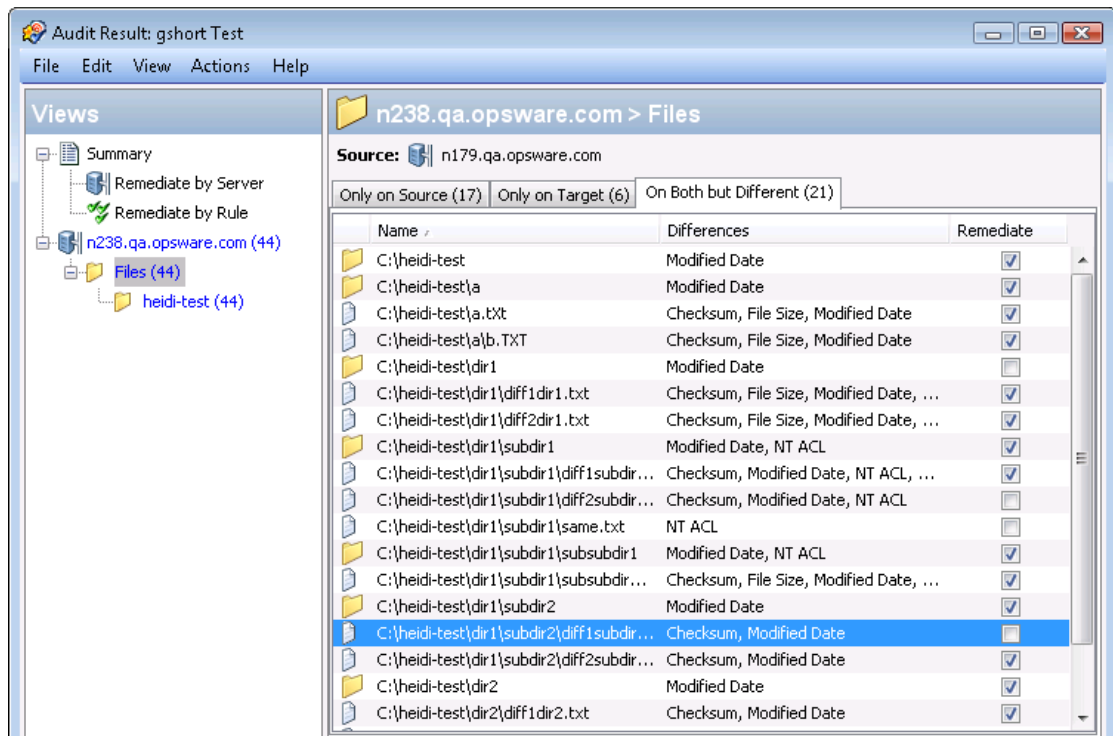 Audit Result: gshort Test
File Edit View Actions Help
Views
Summary
Remediate by Server
Remediate by Rule
n238.qa.opsware.com (44)
Files (44)
heidi-test (44)
n238.qa.opsware.com > Files
Source: n179.qa.opsware.com
Only on Source (17) Only on Target (6) On Both but Different (21)
Name Differences Remediate
C:\heidi-test Modified Date
C:\heidi-test\a Modified Date
C:\heidi-test\a.tXt Checksum, File Size, Modified Date
C:\heidi-test\a\b.TXT Checksum, File Size, Modified Date
C:\heidi-test\dir1 Modified Date
C:\heidi-test\dir1\diff1dir1.txt Checksum, File Size, Modified Date, ...
C:\heidi-test\dir1\diff2dir1.txt Checksum, File Size, Modified Date, ...
C:\heidi-test\dir1\subdir1 Modified Date, NT ACL
C:\heidi-test\dir1\subdir1\diff1subdir... Checksum, Modified Date, NT ACL, ...
C:\heidi-test\dir1\subdir1\diff2subdir... Checksum, Modified Date, NT ACL
C:\heidi-test\dir1\subdir1\same.txt NT ACL
C:\heidi-test\dir1\subdir1\subsubdir1 Modified Date, NT ACL
C:\heidi-test\dir1\subdir1\subsubdir... Checksum, File Size, Modified Date, ...
C:\heidi-test\dir1\subdir2 Modified Date
C:\heidi-test\dir1\subdir2\diff1subdir... Checksum, Modified Date
C:\heidi-test\dir1\subdir2\diff2subdir... Checksum, Modified Date
C:\heidi-test\dir2 Modified Date
C:\heidi-test\dir2\diff1dir2.txt Checksum, Modified Date